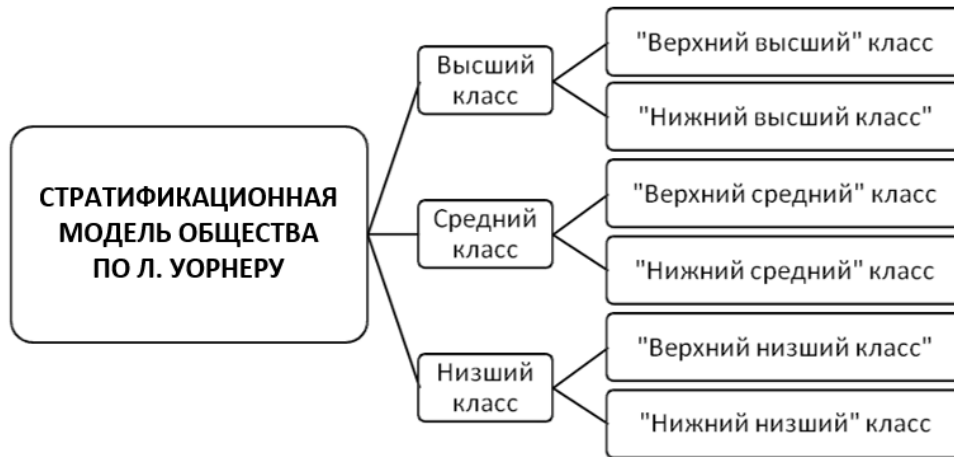 СТРАТИФИКАЦИОННАЯ
МОДЕЛЬ ОБЩЕСТВА
ПО Л. УОРНЕРУ
Высший
класс
"Верхний высший" класс
"Нижний высший класс"
Средний
класс
"Верхний средний" класс
"Нижний средний" класс
Низший
класс
"Верхний низший класс"
"Нижний низший" класс